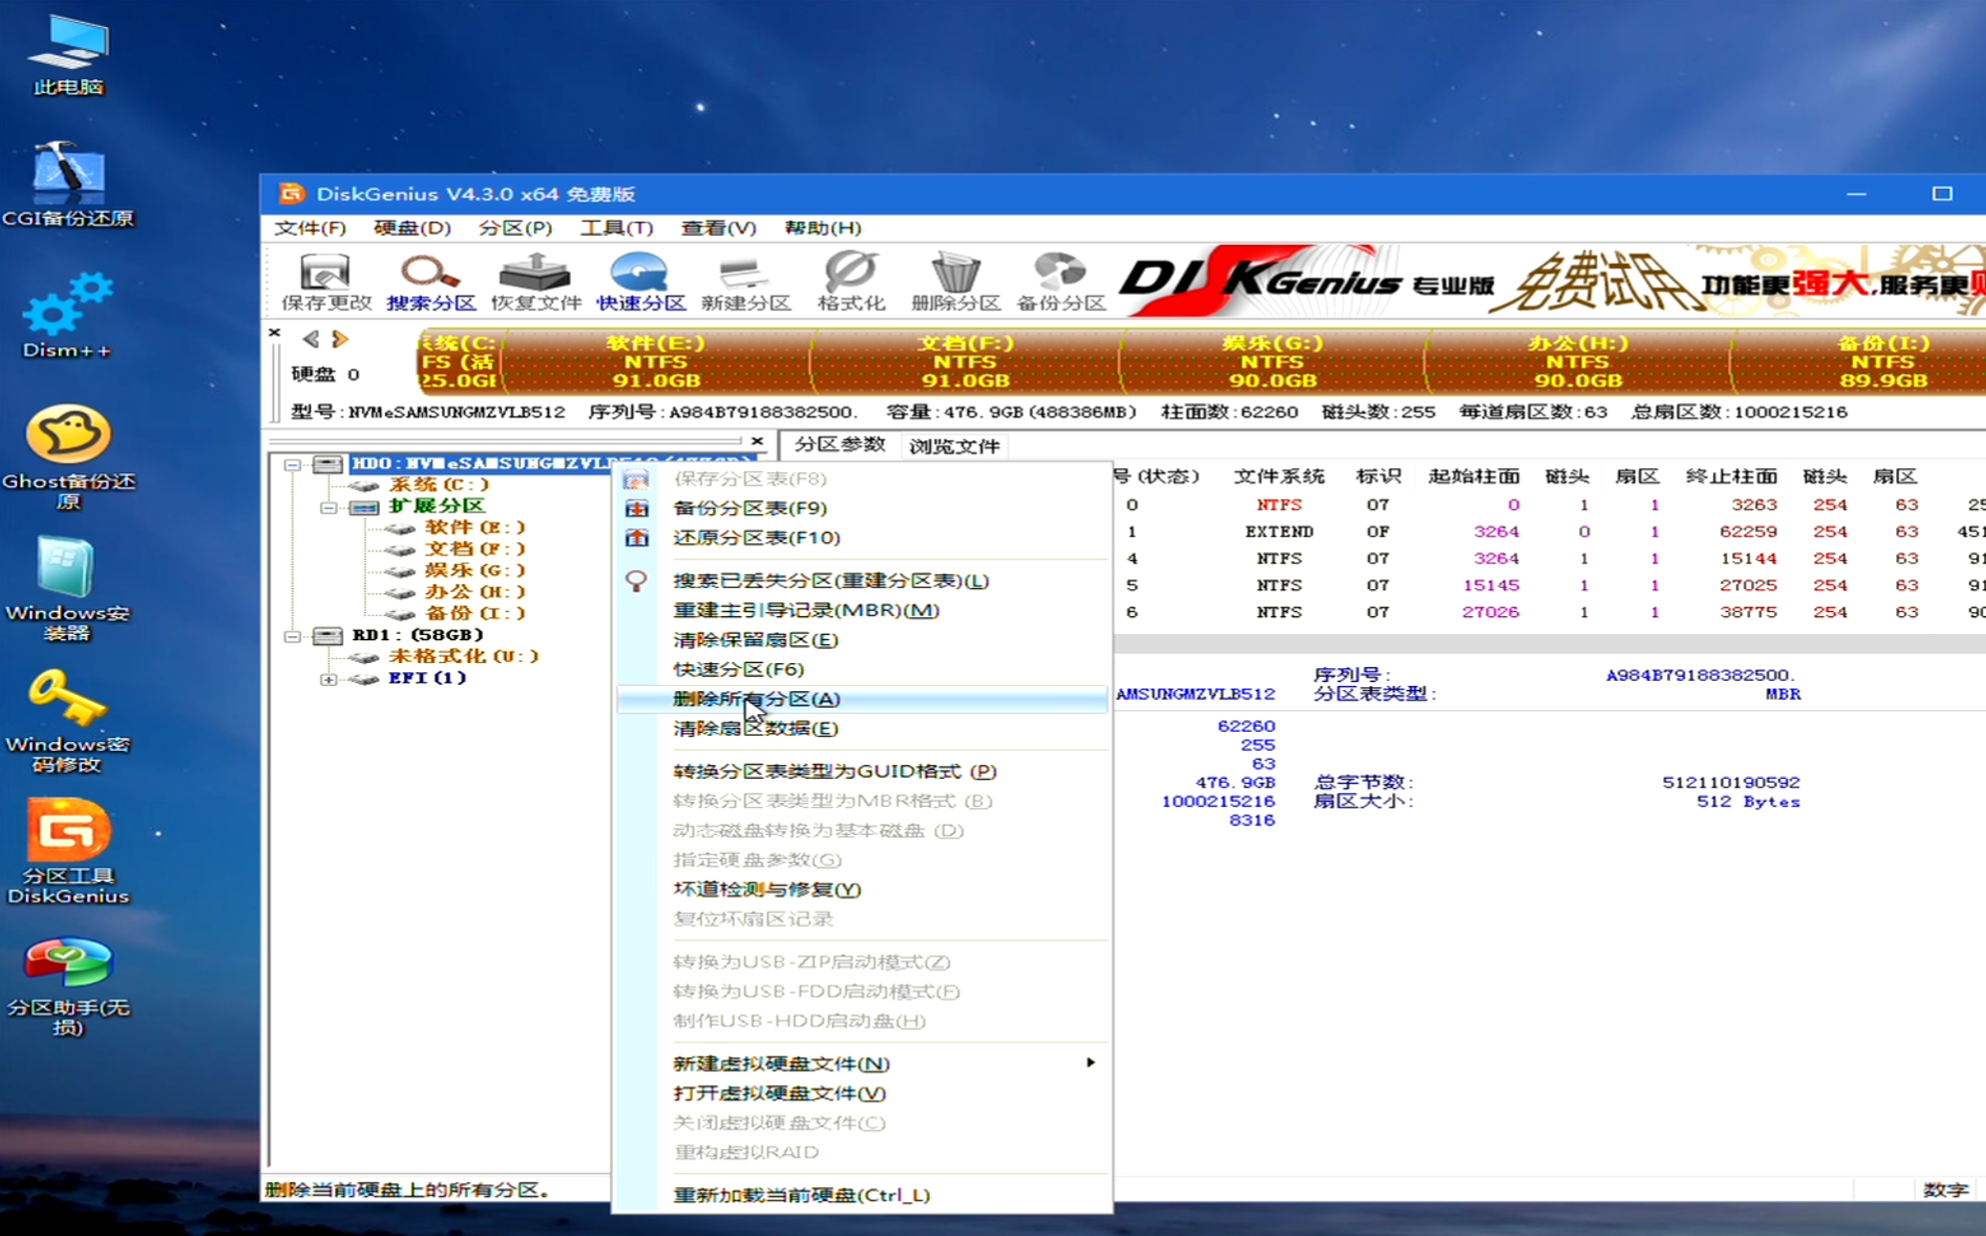 此电脑
CGI备份还原
Dism++
Ghost备份还
原
Windows安
装器
Windows密
码修改
分区工具
DiskGenius
分区助手(无
损)
DiskGenius V4.3.0 x64 免费版
文件(F) 硬盘(D) 分区(P) 工具(T) 查看(V) 帮助(H)
保存更改 搜索分区 恢复文件 快速分区 新建分区 格式化 删除分区 备份分区
DISKGenius 专业版 免费试用 功能更强大,服务更
硬盘 0
系统(C:
FS (活
25.0GB
软件(E:)
NTFS
91.0GB
文档(F:)
NTFS
91.0GB
娱乐(G:)
NTFS
90.0GB
办公(H:)
NTFS
90.0GB
备份(I:)
NTFS
89.9GB
型号:NVMeSAMSUNGMZVLB512 序列号:A984B79188382500. 容量:476.9GB(488386MB) 柱面数:62260 磁头数:255 每道扇区数:63 总扇区数:1000215216
HD0:NVMeSAMSUNGMZVLB512(477GB)
系统(C:)
扩展分区
软件(E:)
文档(F:)
娱乐(G:)
办公(H:)
备份(I:)
RD1:(58GB)
未格式化(U:)
EFI(1)
分区参数 浏览文件
号(状态) 文件系统 标识 起始柱面 磁头 扇区 终止柱面 磁头 扇区
0 NTFS 07 0 1 1 3263 254 63 25
1 EXTEND 0F 3264 0 1 62259 254 63 451
4 NTFS 07 3264 1 1 15144 254 63 91
5 NTFS 07 15145 1 1 27025 254 63 91
6 NTFS 07 27026 1 1 38775 254 63 90
序列号: A984B79188382500.
AMSUNGMZVLB512 分区表类型: MBR
62260
255
63
476.9GB 总字节数: 512110190592
1000215216 扇区大小: 512 Bytes
8316
保存分区表(F8)
备份分区表(F9)
还原分区表(F10)
搜索已丢失分区(重建分区表)(L)
重建主引导记录(MBR)(M)
清除保留扇区(E)
快速分区(F6)
删除所有分区(A)
清除扇区数据(E)
转换分区表类型为GUID格式 (P)
转换分区表类型为MBR格式 (B)
动态磁盘转换为基本磁盘 (D)
指定硬盘参数(G)
坏道检测与修复(Y)
复位坏扇区记录
转换为USB-ZIP启动模式(Z)
转换为USB-FDD启动模式(F)
制作USB-HDD启动盘(H)
新建虚拟硬盘文件(N)
打开虚拟硬盘文件(V)
关闭虚拟硬盘文件(C)
重构虚拟RAID
重新加载当前硬盘(Ctrl_L)
删除当前硬盘上的所有分区。
数字